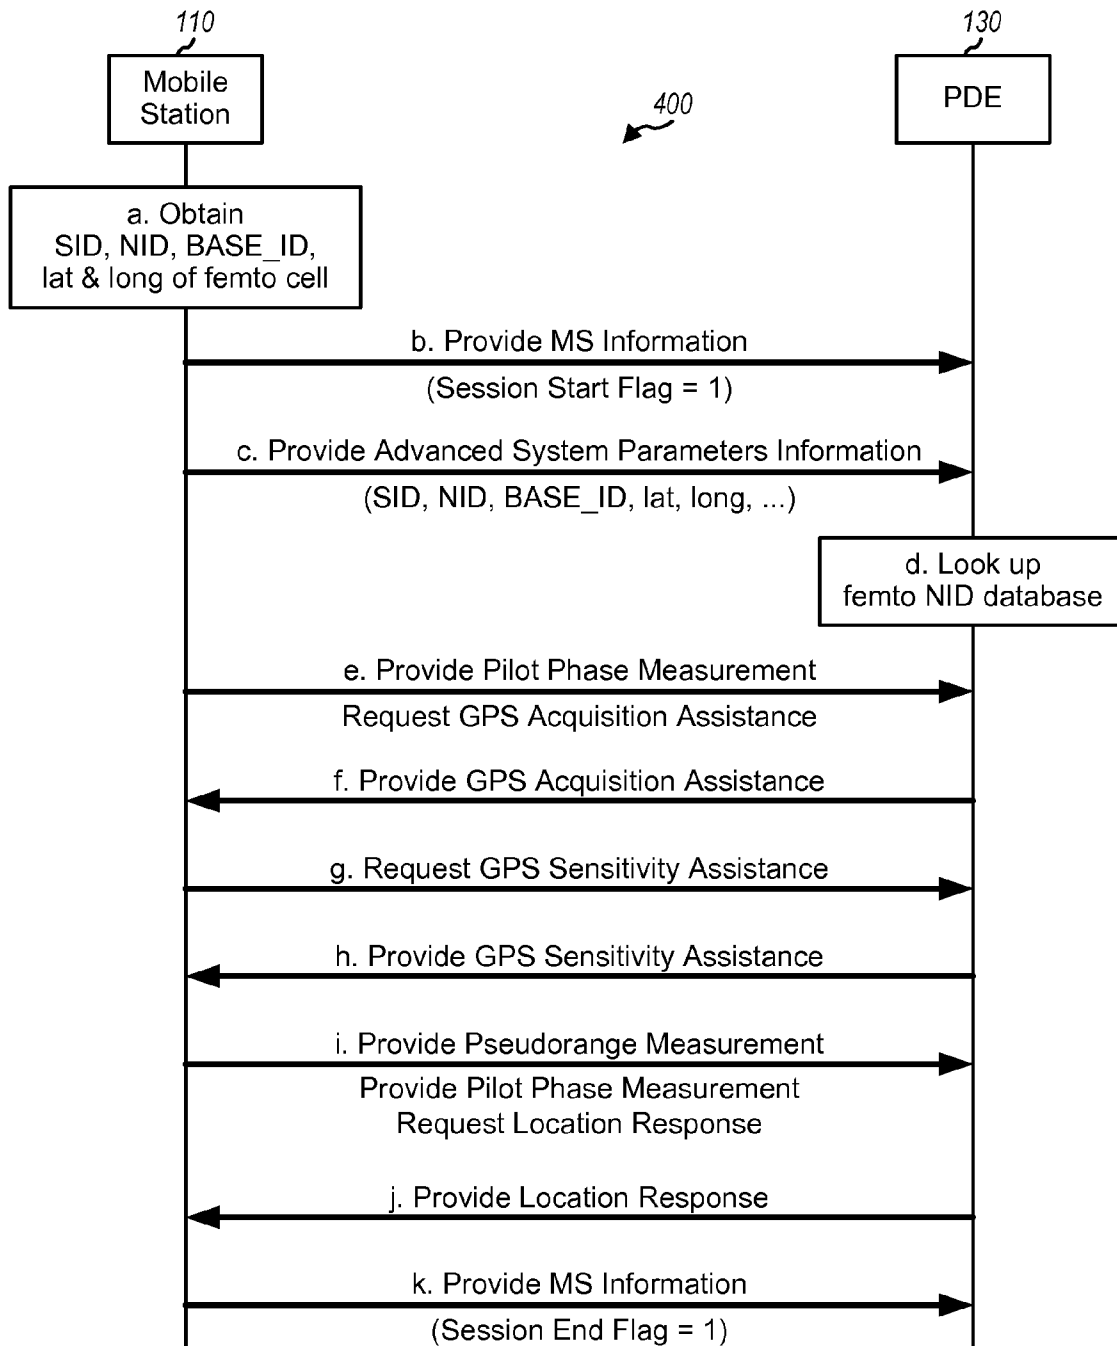 110
130
Mobile
Station
PDE
400
a. Obtain
SID, NID, BASE_ID,
lat & long of femto cell
b. Provide MS Information
(Session Start Flag = 1)
c. Provide Advanced System Parameters Information
(SID, NID, BASE_ID, lat, long, ...)
d. Look up
femto NID database
e. Provide Pilot Phase Measurement
Request GPS Acquisition Assistance
f. Provide GPS Acquisition Assistance
g. Request GPS Sensitivity Assistance
h. Provide GPS Sensitivity Assistance
i. Provide Pseudorange Measurement
Provide Pilot Phase Measurement
Request Location Response
j. Provide Location Response
k. Provide MS Information
(Session End Flag = 1)